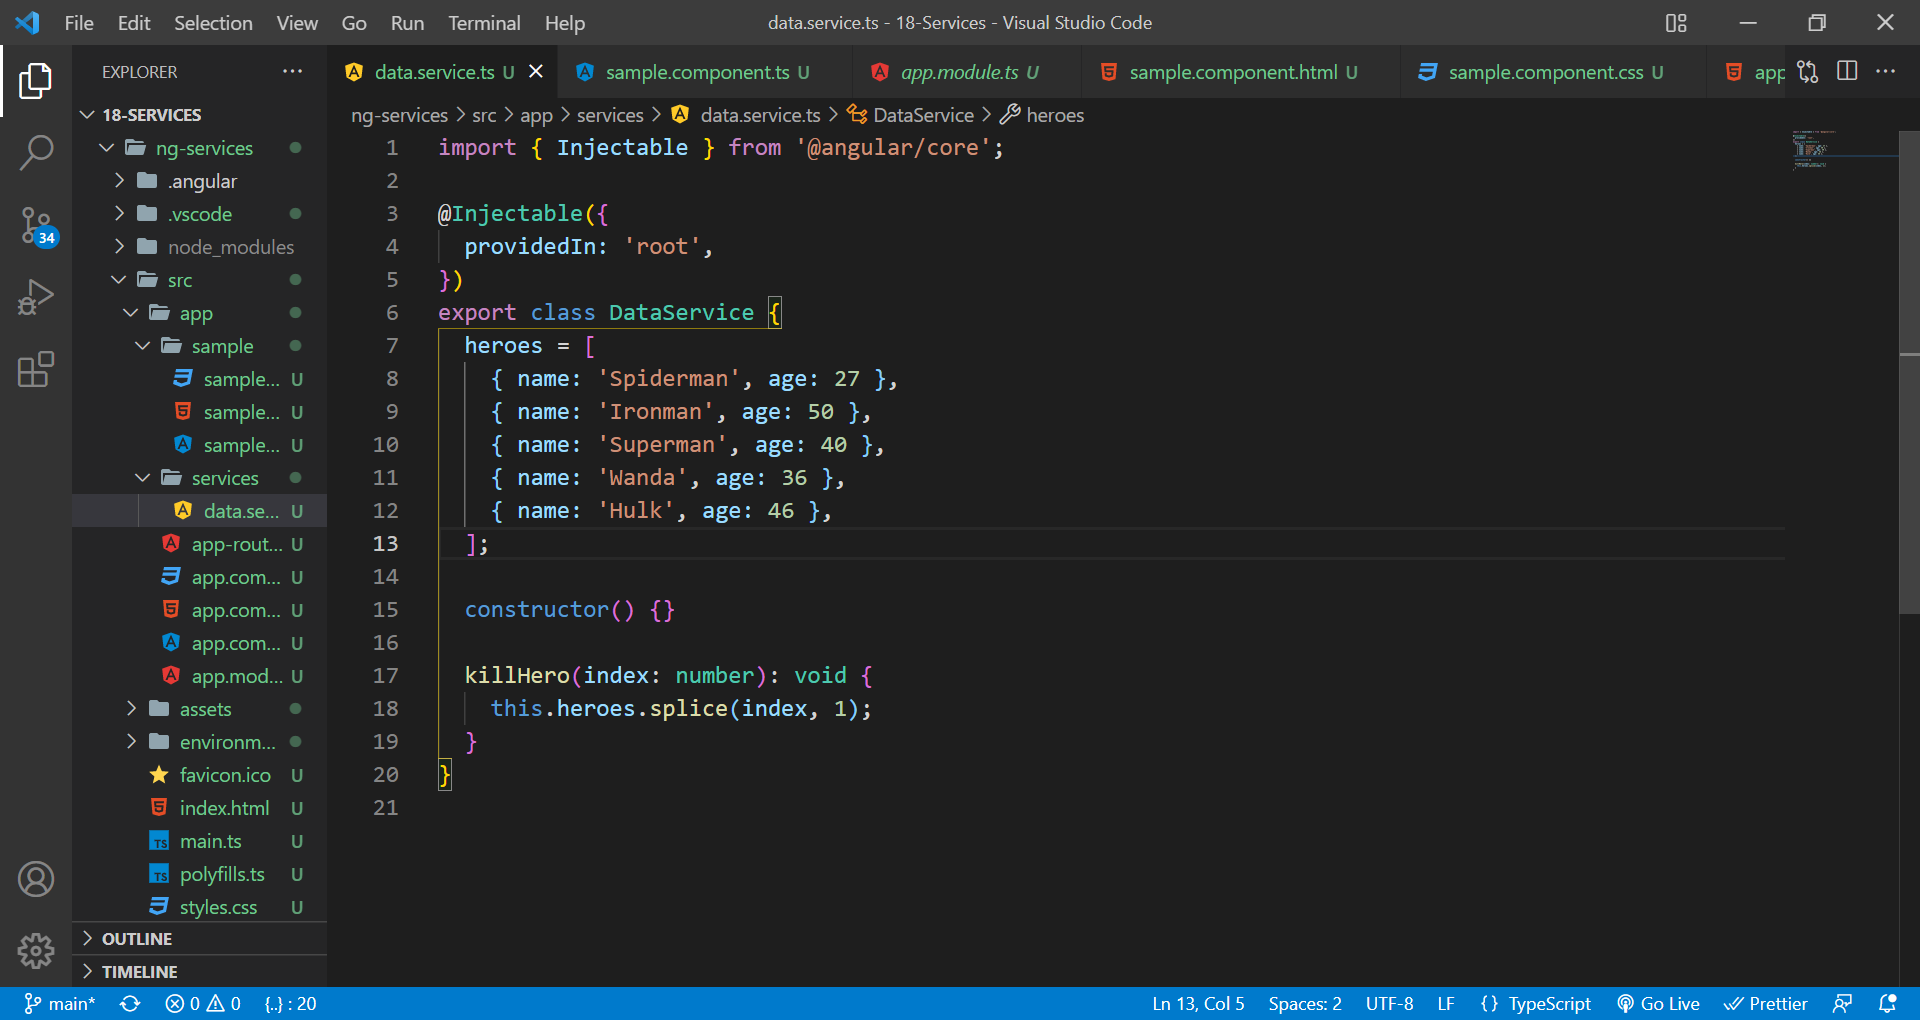 File Edit Selection View Go Run Terminal Help data.service.ts - 18-Services - Visual Studio Code
EXPLORER
data.service.ts U sample.component.ts U app.module.ts U sample.component.html U sample.component.css U app
ng-services > src > app > services > data.service.ts > DataService > heroes
18-SERVICES
ng-services
.angular
.vscode
node_modules
src
app
sample
sample... U
sample... U
sample... U
services
data.se... U
app-rout... U
app.com... U
app.com... U
app.com... U
app.mod... U
assets
environm...
favicon.ico U
index.html U
main.ts U
polyfills.ts U
styles.css U
OUTLINE
TIMELINE
34
1 import { Injectable } from '@angular/core';
2
3 @Injectable({
4 providedIn: 'root',
5 })
6 export class DataService {
7 heroes = [
8 { name: 'Spiderman', age: 27 },
9 { name: 'Ironman', age: 50 },
10 { name: 'Superman', age: 40 },
11 { name: 'Wanda', age: 36 },
12 { name: 'Hulk', age: 46 },
13 ];
14
15 constructor() {}
16
17 killHero(index: number): void {
18 this.heroes.splice(index, 1);
19 }
20 }
21
main* 0 0 {..} : 20 Ln 13, Col 5 Spaces: 2 UTF-8 LF {} TypeScript Go Live Prettier